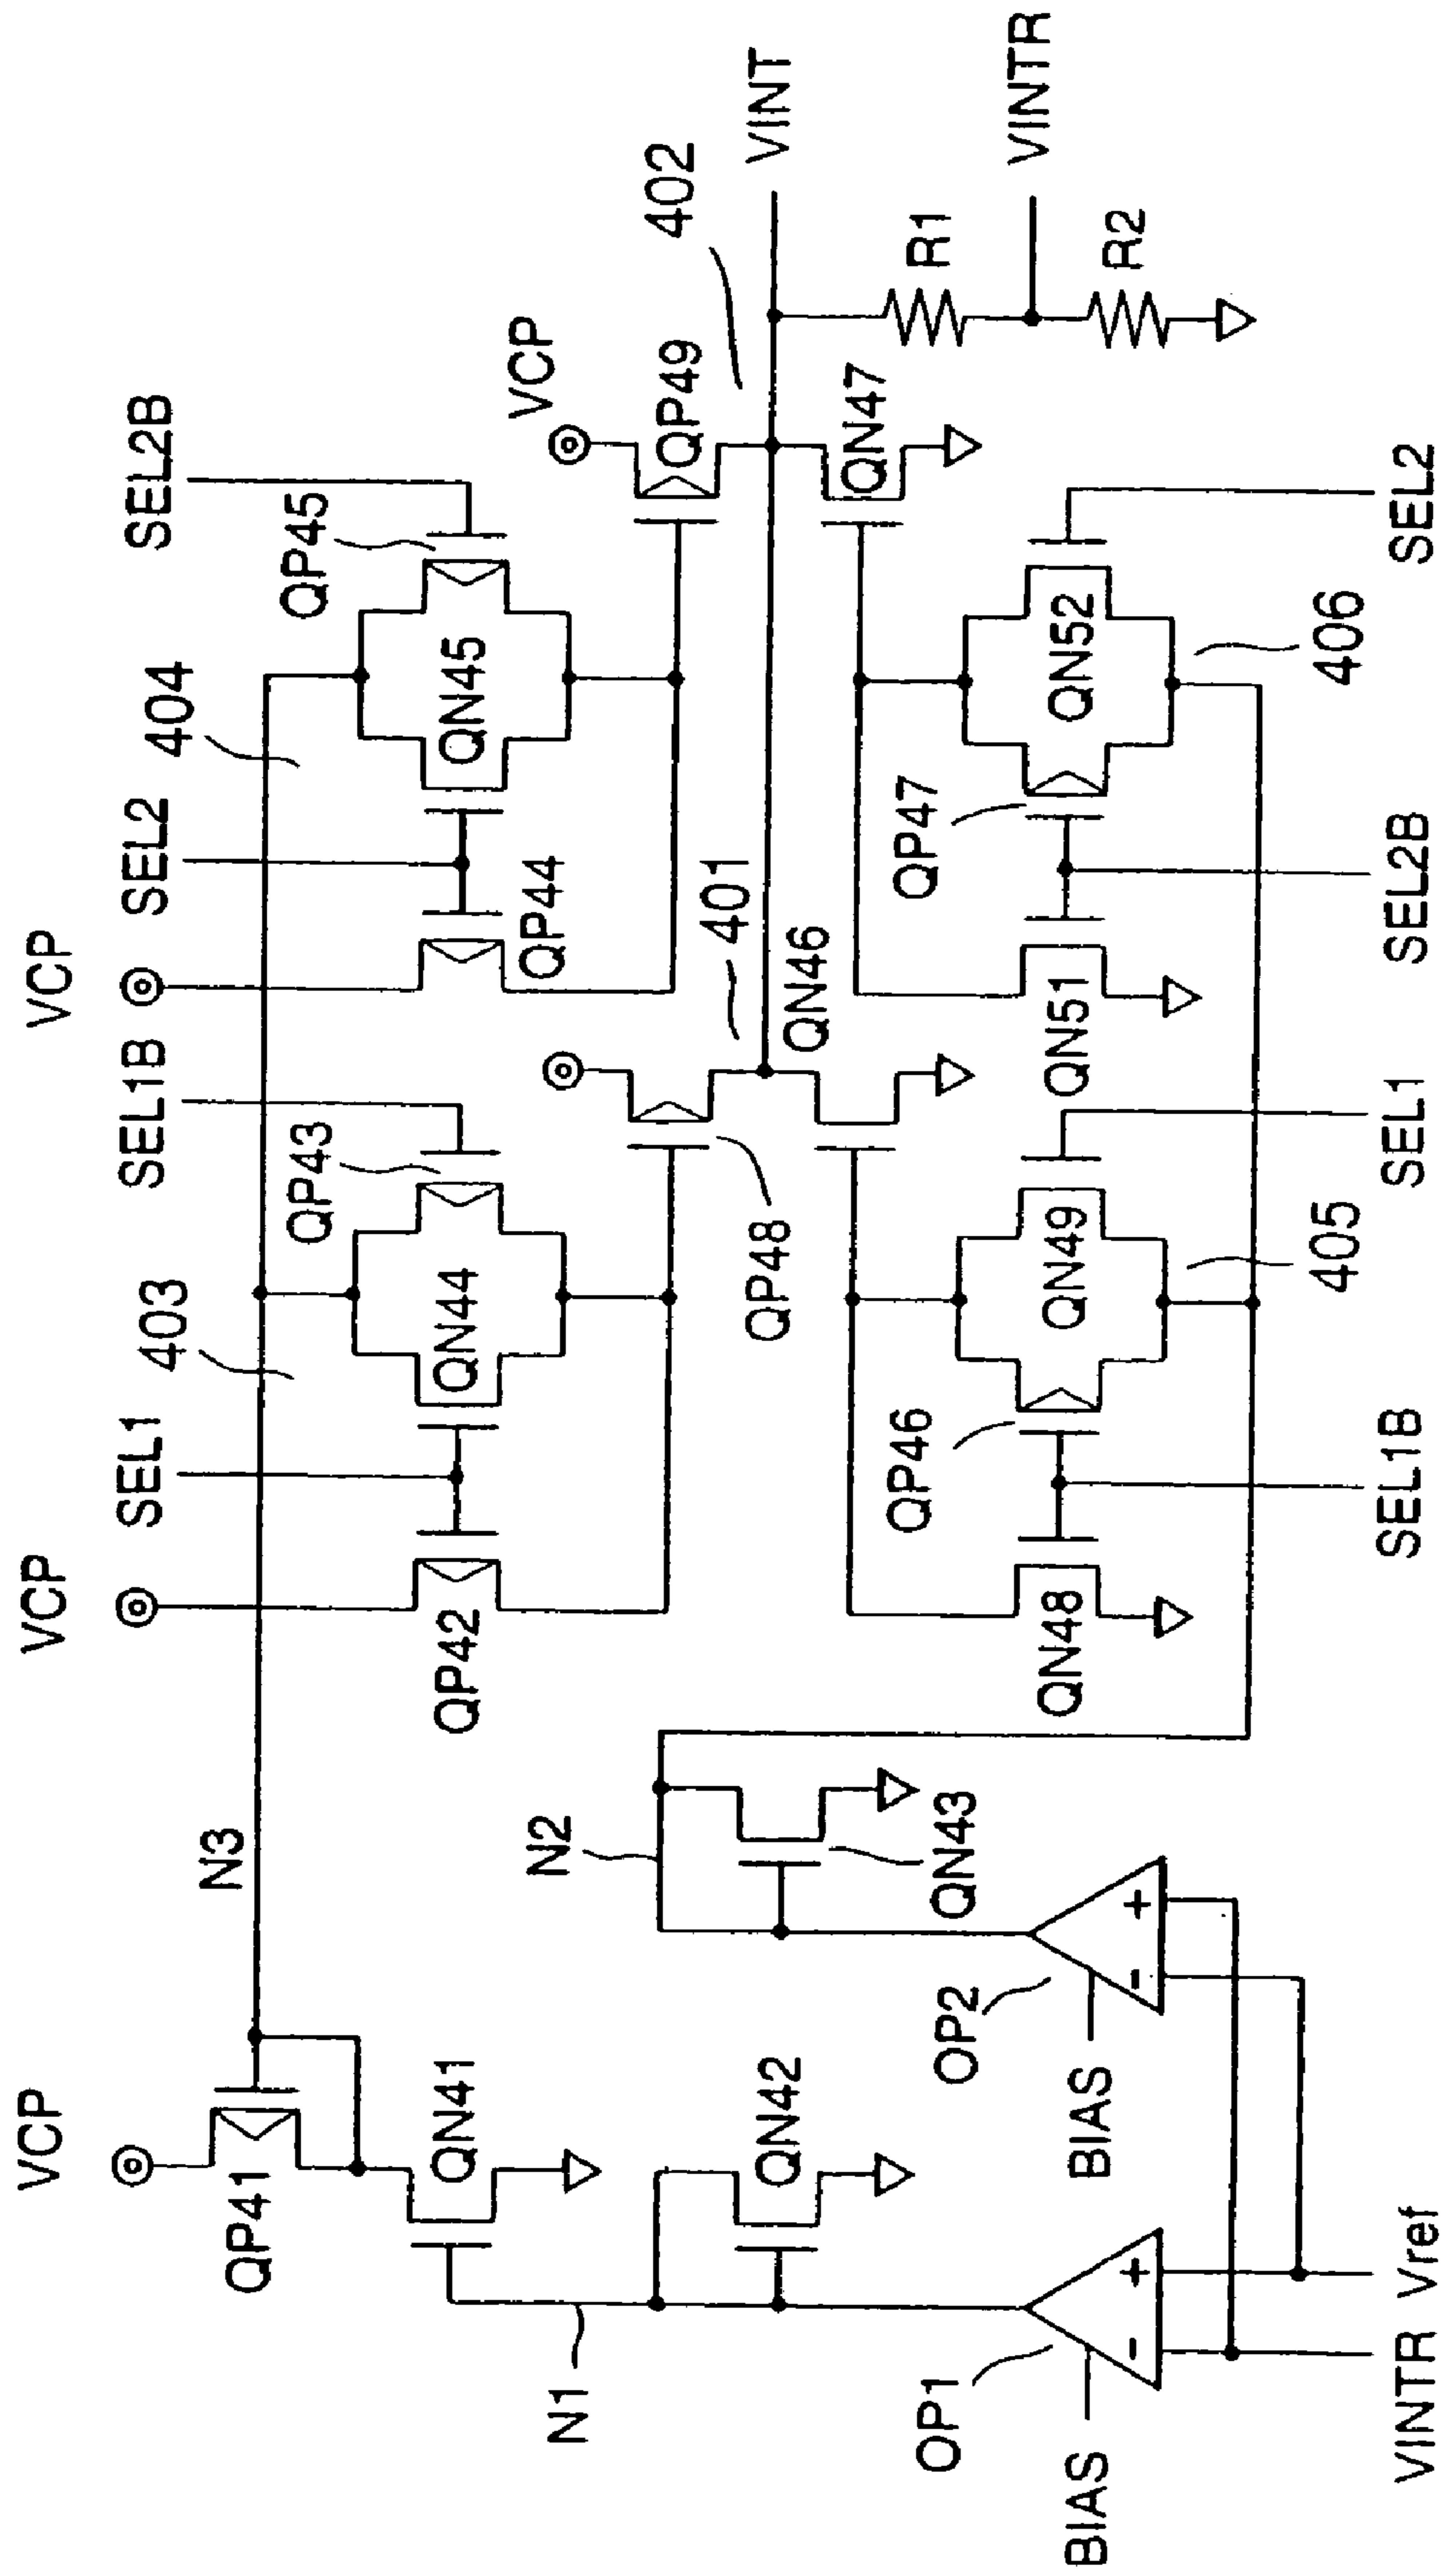 VCP
QP41
N3
QN41
N1
QN42
OP1
BIAS
VINTR
Vref
N2
QN43
OP2
BIAS
+
-
+
-
VCP
SEL1
403
SEL1B
QP42
QN44
QP43
QP48
401
QN46
QN48
QP46
QN49
405
SEL1B
SEL1
VCP
SEL2
404
SEL2B
QP44
QN45
QP45
VCP
QP49
402
VINT
QN47
R1
VINTR
R2
QN51
QP47
QN52
406
SEL2B
SEL2